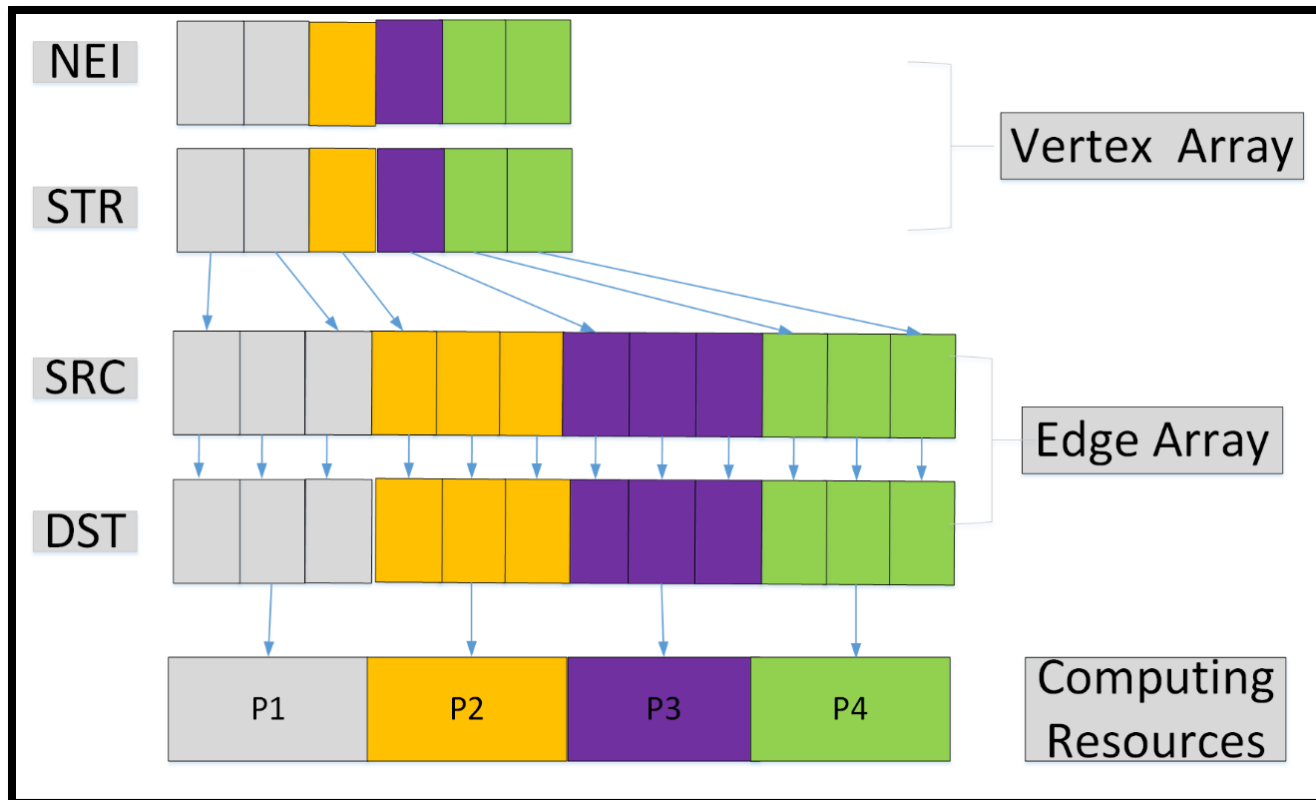 NEI
STR
Vertex Array
SRC
DST
Edge Array
P1
P2
P3
P4
Computing
Resources